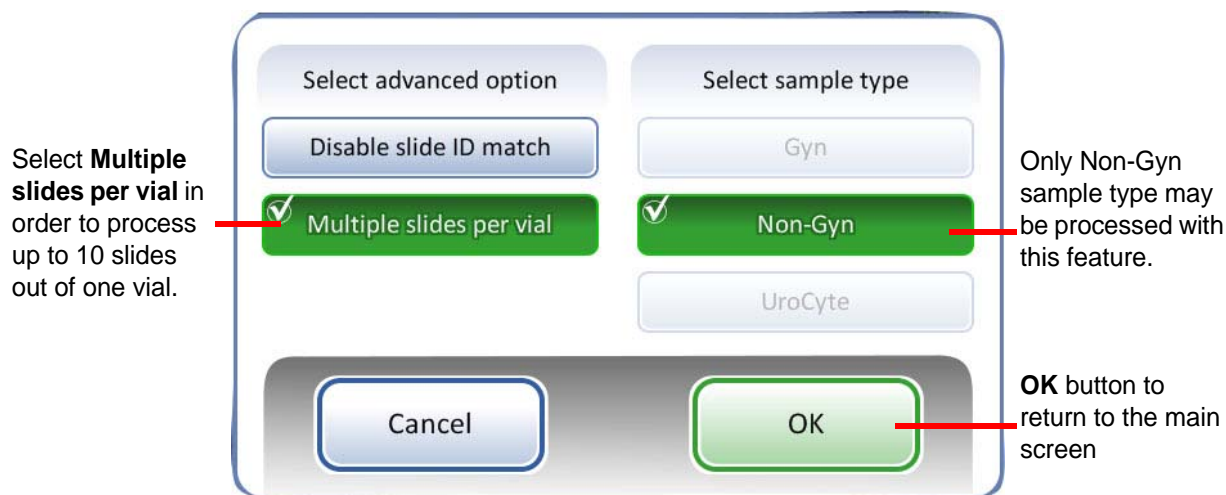 Select advanced option
Select sample type
Disable slide ID match
Gyn
Select Multiple
slides per vial in
order to process
up to 10 slides
out of one vial.
Multiple slides per vial
Non-Gyn
Only Non-Gyn
sample type may
be processed with
this feature.
UroCyte
Cancel
OK
OK button to
return to the main
screen